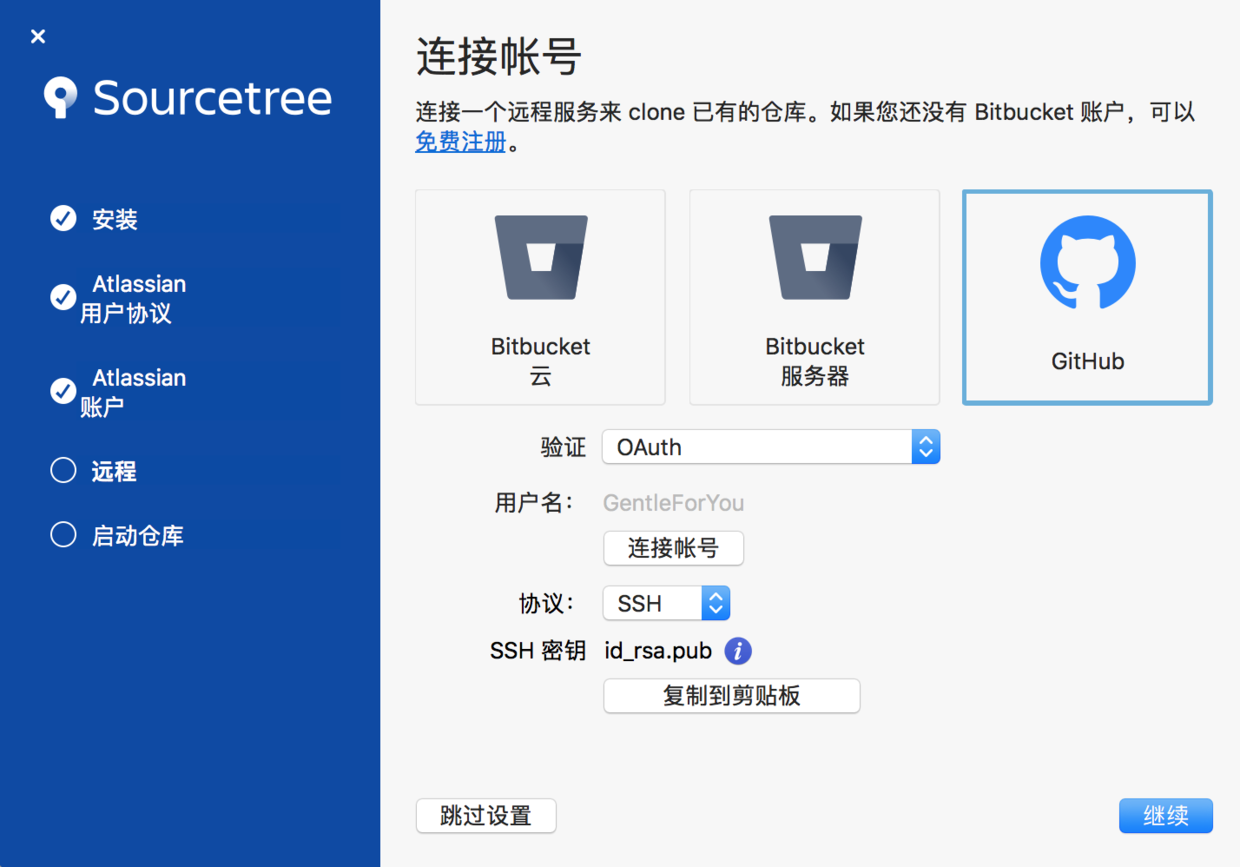 Sourcetree
安装
Atlassian
用户协议
Atlassian
账户
远程
启动仓库
连接帐号
连接一个远程服务来 clone 已有的仓库。如果您还没有 Bitbucket 账户，可以
免费注册。
Bitbucket
云
Bitbucket
服务器
GitHub
验证 OAuth
用户名： GentleForYou
连接帐号
协议： SSH
SSH 密钥 id_rsa.pub
复制到剪贴板
跳过设置
继续